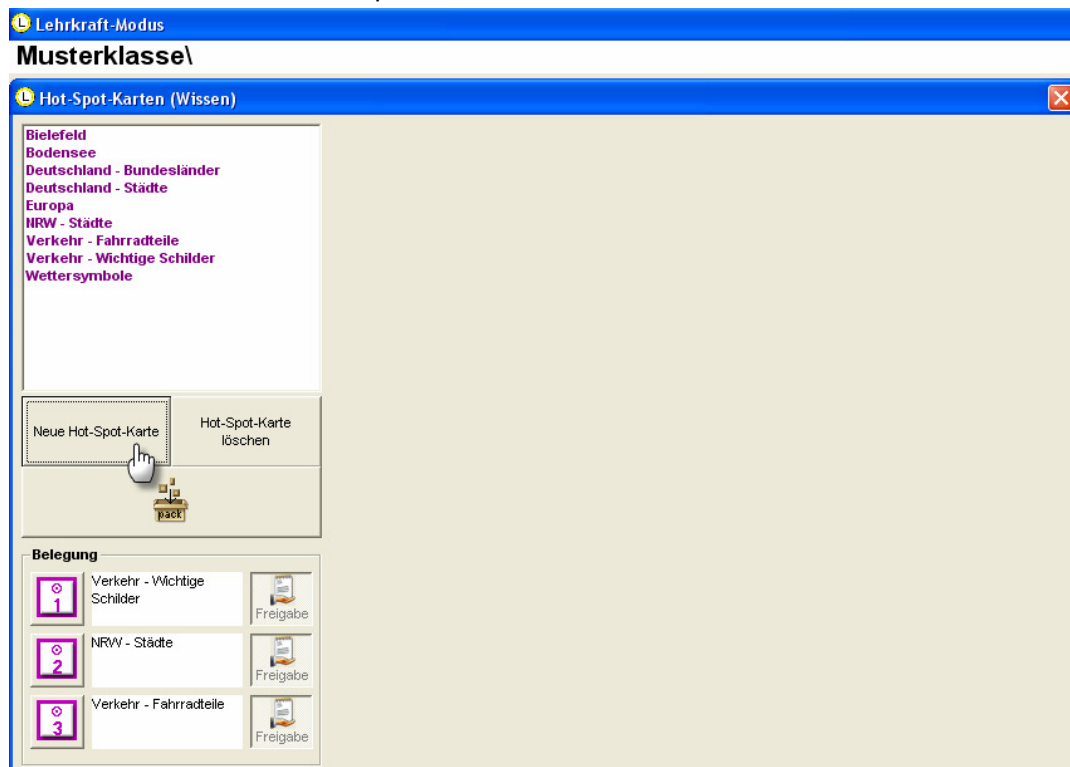 Lehrkraft-Modus
Musterklasse\
Hot-Spot-Karten (Wissen)
Bielefeld
Bodensee
Deutschland - Bundesländer
Deutschland - Städte
Europa
NRW - Städte
Verkehr - Fahrradteile
Verkehr - Wichtige Schilder
Wettersymbole
Neue Hot-Spot-Karte
Hot-Spot-Karte
löschen
pack
Belegung
1
Verkehr - Wichtige
Schilder
Freigabe
2
NRW - Städte
Freigabe
3
Verkehr - Fahrradteile
Freigabe